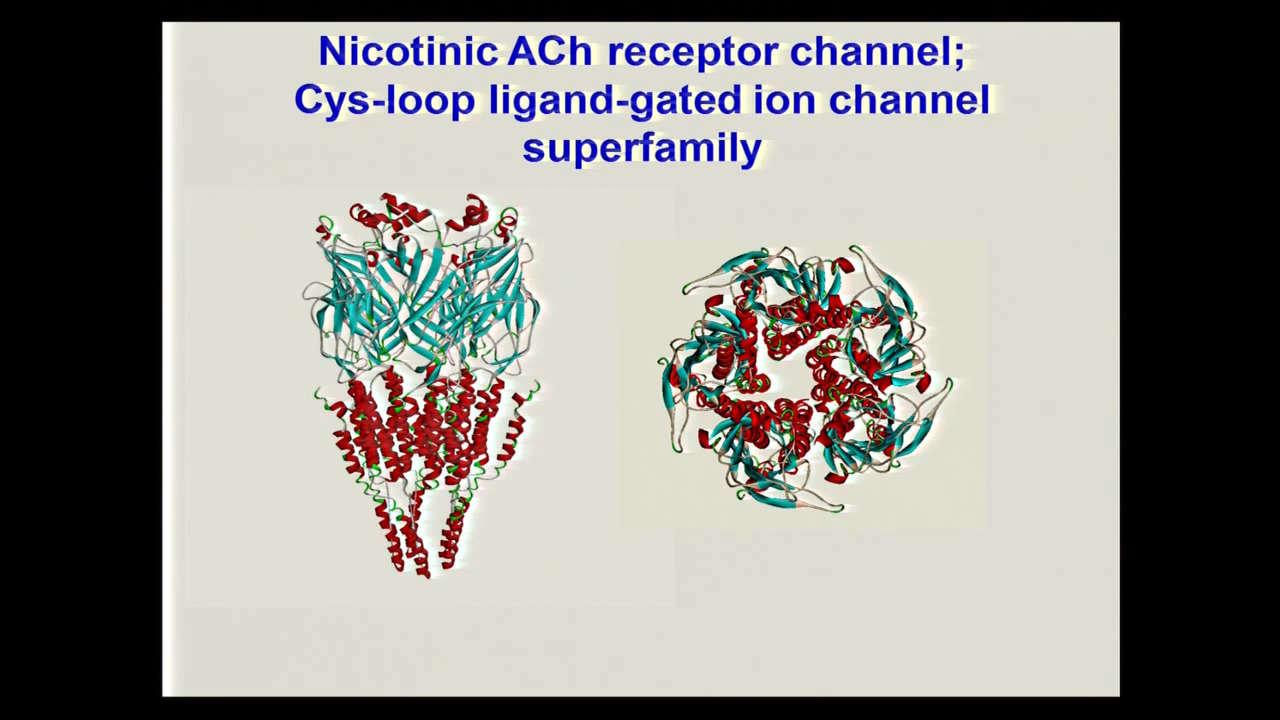 Nicotinic ACh receptor channel;
Cys-loop ligand-gated ion channel
superfamily